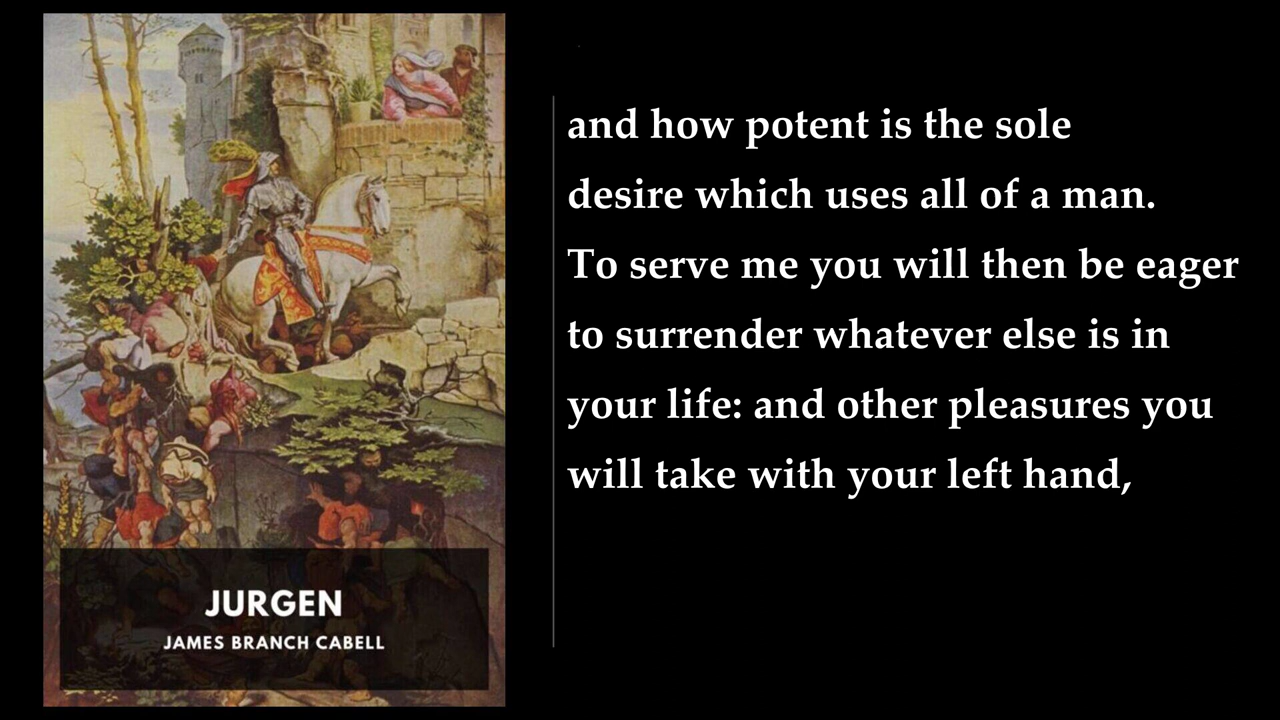 JURGEN
JAMES BRANCH CABELL
and how potent is the sole
desire which uses all of a man.
To serve me you will then be eager
to surrender whatever else is in
your life: and other pleasures you
will take with your left hand,